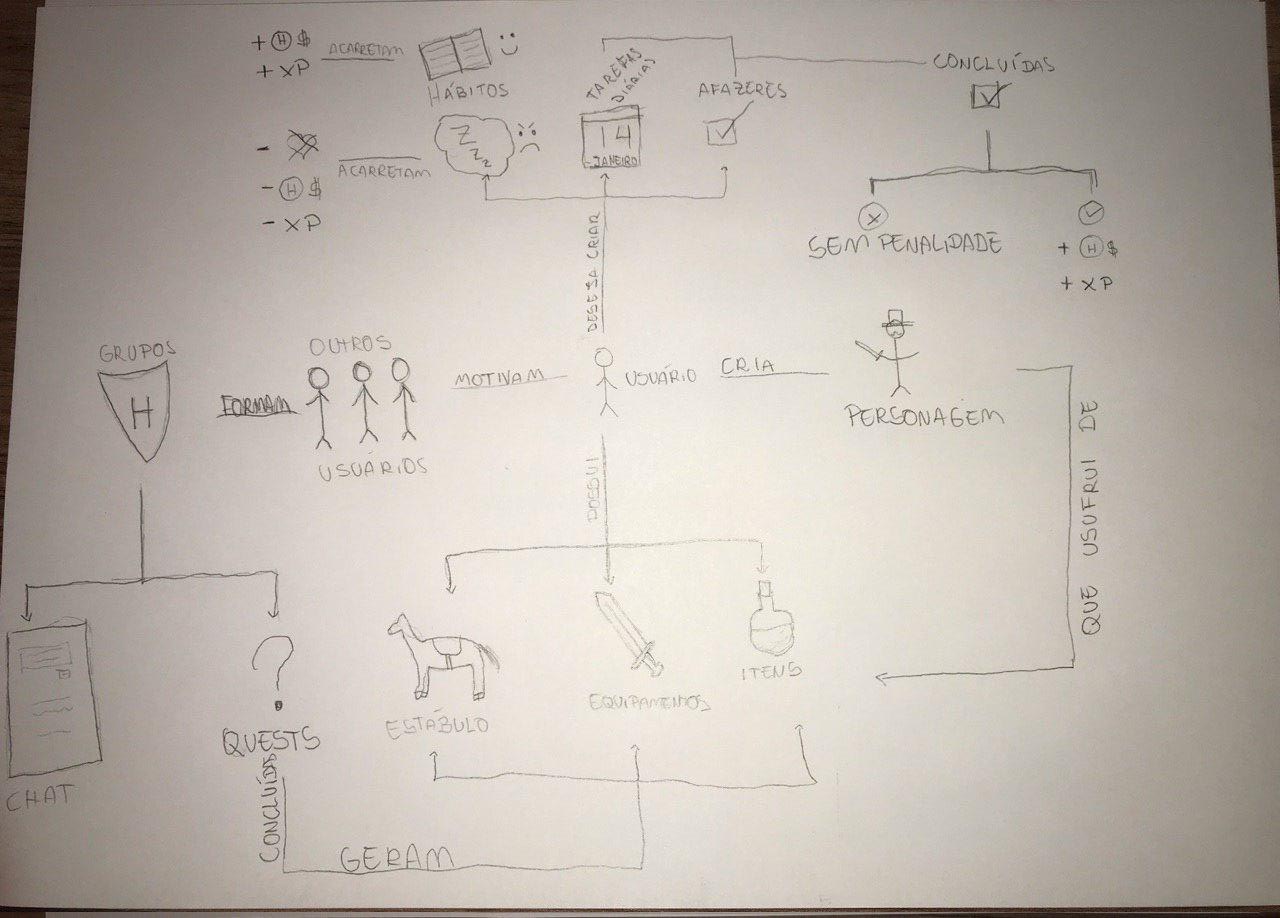 + H $
+ XP
ACARRETAM
HÁBITOS
TAREFAS
DIÁRIAS
AFAZERES
CONCLUÍDAS
-
- H $
- XP
ACARRETAM
Z
Z
Z
Z
14
JANEIRO
SEM PENALIDADE
+ H $
+ XP
DESEJA CRIAR
GRUPOS
H
FORMAM
OUTROS
USUÁRIOS
MOTIVAM
USUÁRIO
CRIA
PERSONAGEM
QUE USUFRUI DE
POSSUI
CHAT
?
QUESTS
ESTÁBULO
EQUIPAMENTOS
ITENS
CONCLUÍDAS
GERAM